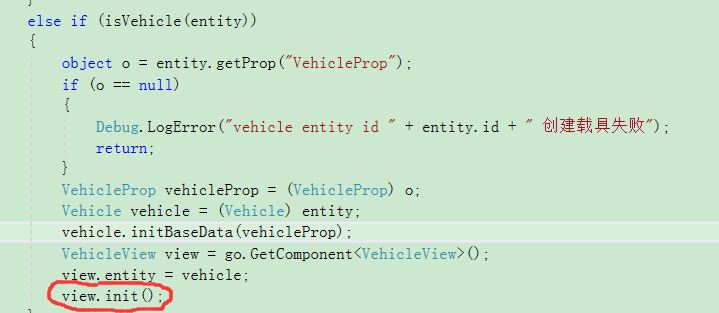 }
else if (isVehicle(entity))
{
object o = entity.getProp("VehicleProp");
if (o == null)
{
Debug.LogError("vehicle entity id " + entity.id + " 创建载具失败");
return;
}
VehicleProp vehicleProp = (VehicleProp) o;
Vehicle vehicle = (Vehicle) entity;
vehicle.initBaseData(vehicleProp);
VehicleView view = go.GetComponent<VehicleView>();
view.entity = vehicle;
view.init();
}